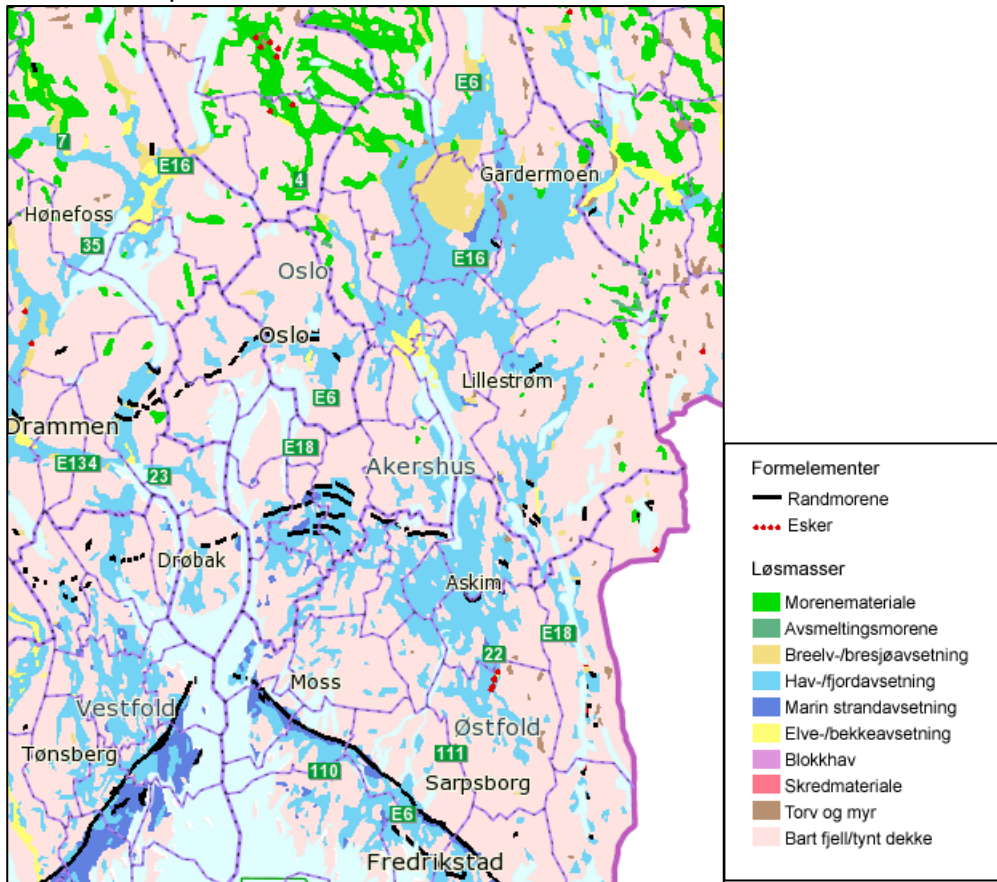 E6
7
E16
4
Gardermoen
Hønefoss
35
E16
Oslo
Oslo
Lillestrøm
E6
Drammen
E18
E134
23
Akershus
Drøbak
Askim
E18
22
Moss
Vestfold
Østfold
Tønsberg
111
110
Sarpsborg
E6
Fredrikstad
Formelementer
Randmorene
Esker
Løsmasser
Morenemateriale
Avsmeltingsmorene
Breelv-/bresjøavsetning
Hav-/fjordavsetning
Marin strandavsetning
Elve-/bekkeavsetning
Blokkhav
Skredmateriale
Torv og myr
Bart fjell/tynt dekke